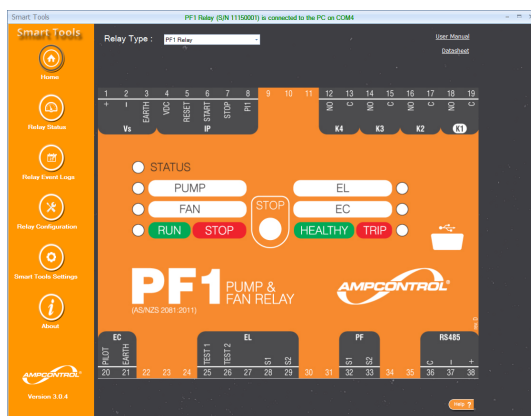 Smart Tools
PF1 Relay (S/N 11150001) is connected to the PC on COM4
Smart Tools
Home
Relay Status
Relay Event Logs
Relay Configuration
Smart Tools Settings
About
AMPCONTROL
Version 3.0.4
Relay Type :
PF1 Relay
User Manual
Datasheet
1 2 3 4 5 6 7 8 9 10 11 12 13 14 15 16 17 18 19
+ − EARTH VDC RESET START STOP PI1 NO C NO C NO C NO C
Vs IP K4 K3 K2 K1
STATUS
PUMP EL
FAN STOP EC
RUN STOP HEALTHY TRIP
PF1 PUMP &
FAN RELAY
(AS/NZS 2081:2011)
AMPCONTROL®
EC EL PF RS485
PILOT EARTH TEST 1 TEST 2 S1 S2 S1 S2 C − +
20 21 22 23 24 25 26 27 28 29 30 31 32 33 34 35 36 37 38
Help ?